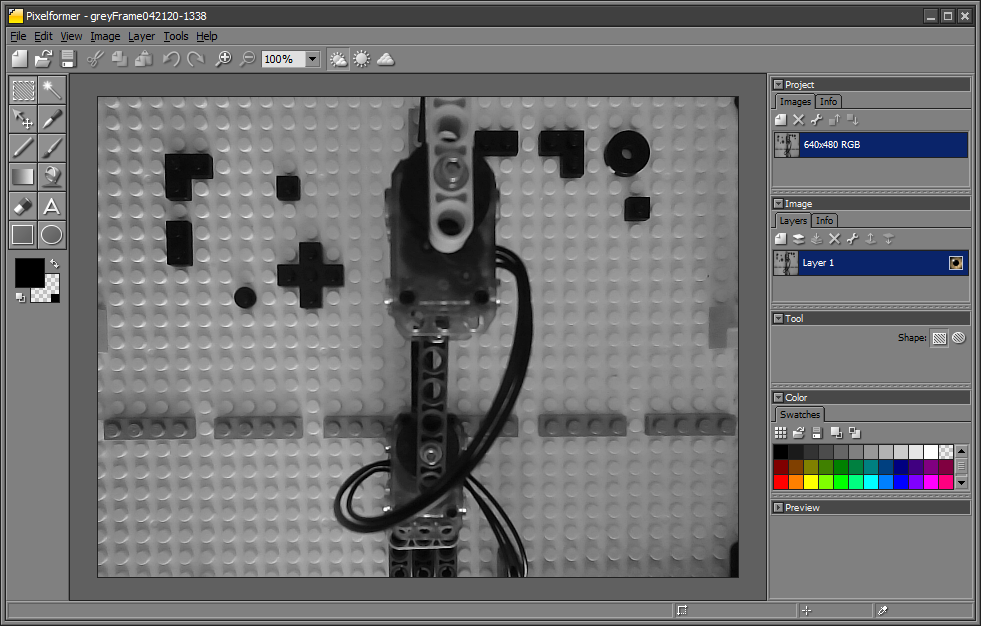 Pixelformer - greyFrame042120-1338
File Edit View Image Layer Tools Help
100%
A
Project
Images Info
640x480 RGB
Image
Layers Info
Layer 1
Tool
Shape:
Color
Swatches
Preview